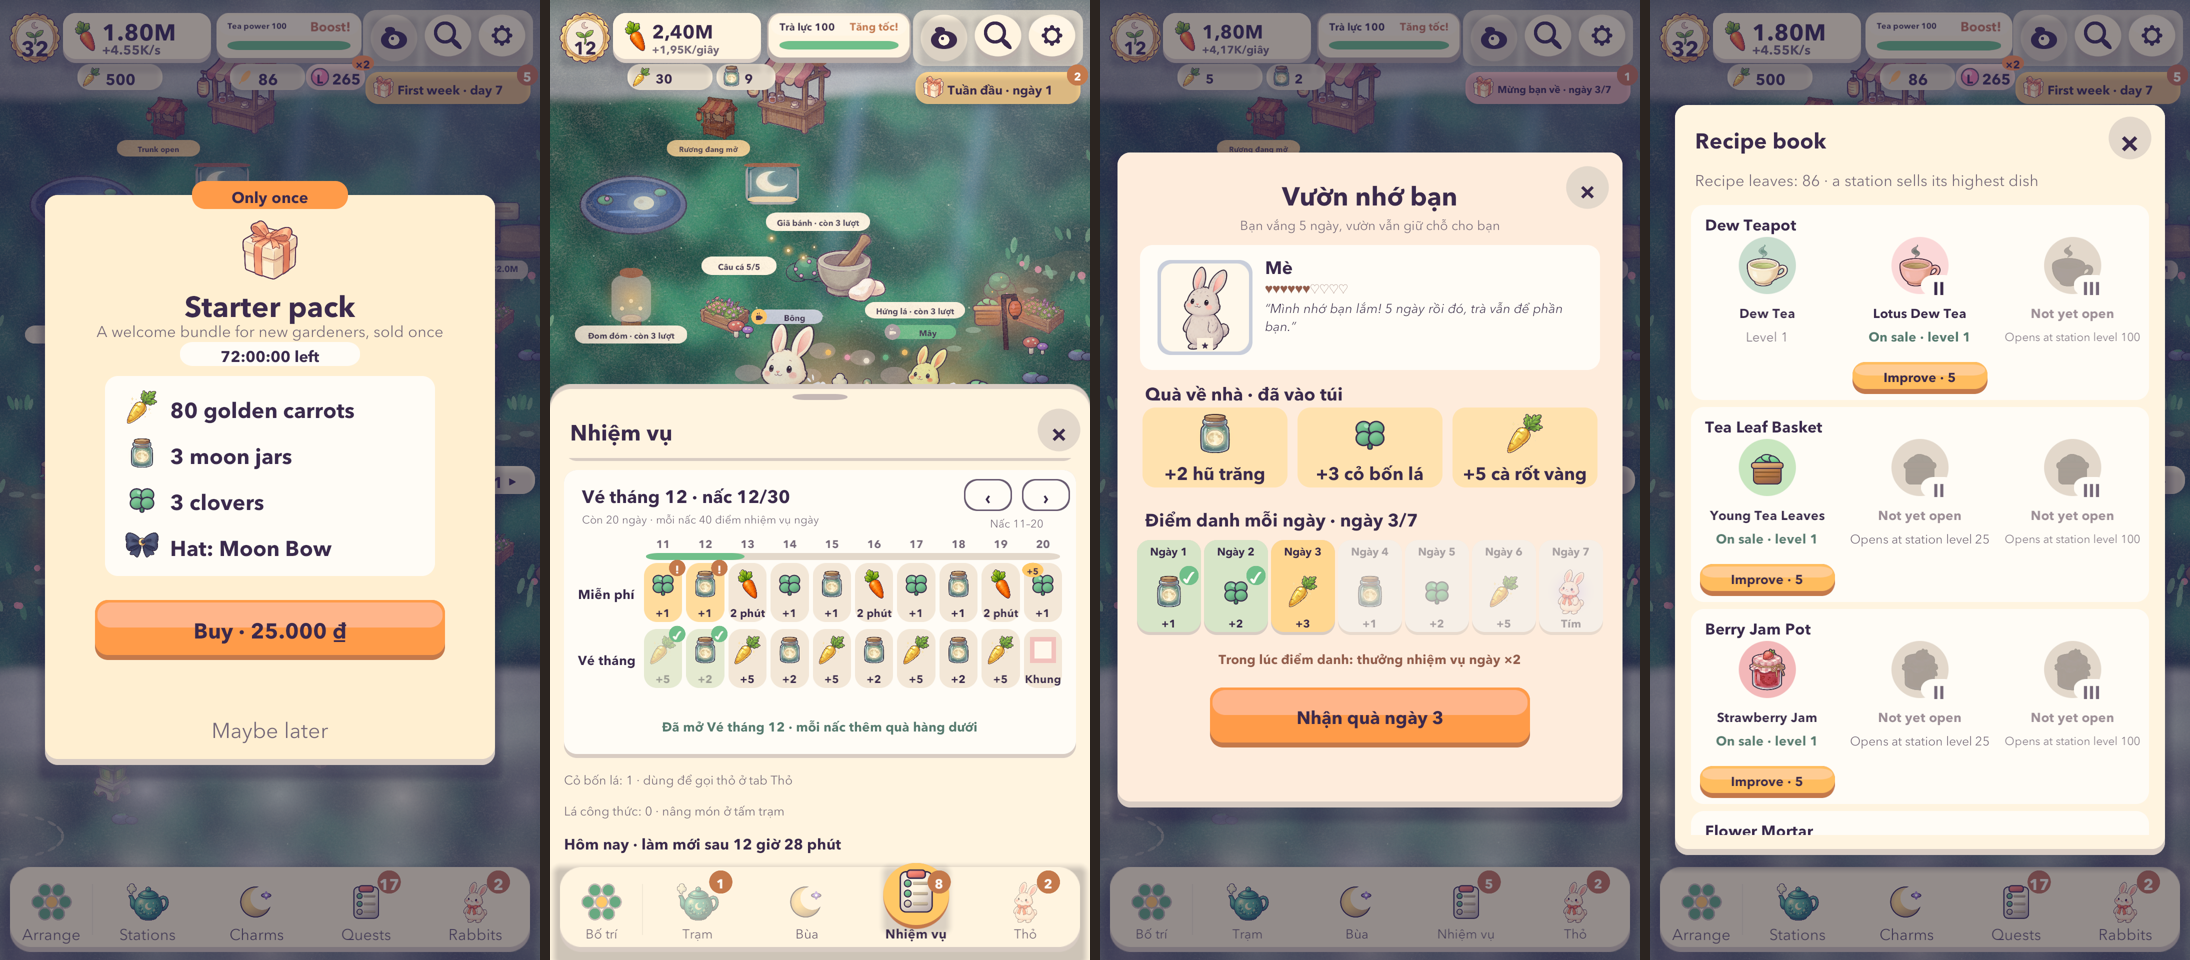 32
1.80M
+4.55K/s
Tea power 100
Boost!
500
86
×2
265
First week · day 7
5
Trunk open
Only once
Starter pack
A welcome bundle for new gardeners, sold once
72:00:00 left
80 golden carrots
3 moon jars
3 clovers
Hat: Moon Bow
Buy · 25.000 ₫
Maybe later
Arrange
Stations
Charms
17
Quests
2
Rabbits
12
2,40M
+1,95K/giây
Trà lực 100
Tăng tốc!
30
9
Tuần đầu · ngày 1
2
Rương đang mở
Giã bánh · còn 3 lượt
Câu cá 5/5
Hứng lá · còn 3 lượt
Bông
Mây
Đom đóm · còn 3 lượt
Nhiệm vụ
×
Vé tháng 12 · nấc 12/30
Còn 20 ngày · mỗi nấc 40 điểm nhiệm vụ ngày
‹ ›
Nấc 11–20
11 12 13 14 15 16 17 18 19 20
Miễn phí
! ! +5
+1 +1 2 phút +1 +1 2 phút +1 +1 2 phút +1
Vé tháng
+5 +2 +5 +2 +5 +2 +5 +2 +5 Khung
Đã mở Vé tháng 12 · mỗi nấc thêm quà hàng dưới
Cỏ bốn lá: 1 · dùng để gọi thỏ ở tab Thỏ
Lá công thức: 0 · nâng món ở tấm trạm
Hôm nay · làm mới sau 12 giờ 28 phút
Bố trí
1
Trạm
Bùa
8
Nhiệm vụ
2
Thỏ
12
1,80M
+4,17K/giây
Trà lực 100
Tăng tốc!
5
2
Mừng bạn về · ngày 3/7
1
Rương đang mở
Vườn nhớ bạn
×
Bạn vắng 5 ngày, vườn vẫn giữ chỗ cho bạn
Mè
♥♥♥♥♥♥♡♡♡♡
“Mình nhớ bạn lắm! 5 ngày rồi đó, trà vẫn để phần
bạn.”
Quà về nhà · đã vào túi
+2 hũ trăng
+3 cỏ bốn lá
+5 cà rốt vàng
Điểm danh mỗi ngày · ngày 3/7
Ngày 1 Ngày 2 Ngày 3 Ngày 4 Ngày 5 Ngày 6 Ngày 7
+1 +2 +3 +1 +2 +5 Tím
Trong lúc điểm danh: thưởng nhiệm vụ ngày ×2
Nhận quà ngày 3
Bố trí
Trạm
Bùa
5
Nhiệm vụ
2
Thỏ
32
1.80M
+4.55K/s
Tea power 100
Boost!
500
86
×2
265
First week · day 7
5
Recipe book
×
Recipe leaves: 86 · a station sells its highest dish
Dew Teapot
II
III
Dew Tea
Lotus Dew Tea
Not yet open
Level 1
On sale · level 1
Opens at station level 100
Improve · 5
Tea Leaf Basket
II
III
Young Tea Leaves
Not yet open
Not yet open
On sale · level 1
Opens at station level 25
Opens at station level 100
Improve · 5
Berry Jam Pot
II
III
Strawberry Jam
Not yet open
Not yet open
On sale · level 1
Opens at station level 25
Opens at station level 100
Improve · 5
Flower Mortar
Arrange
Stations
Charms
17
Quests
2
Rabbits